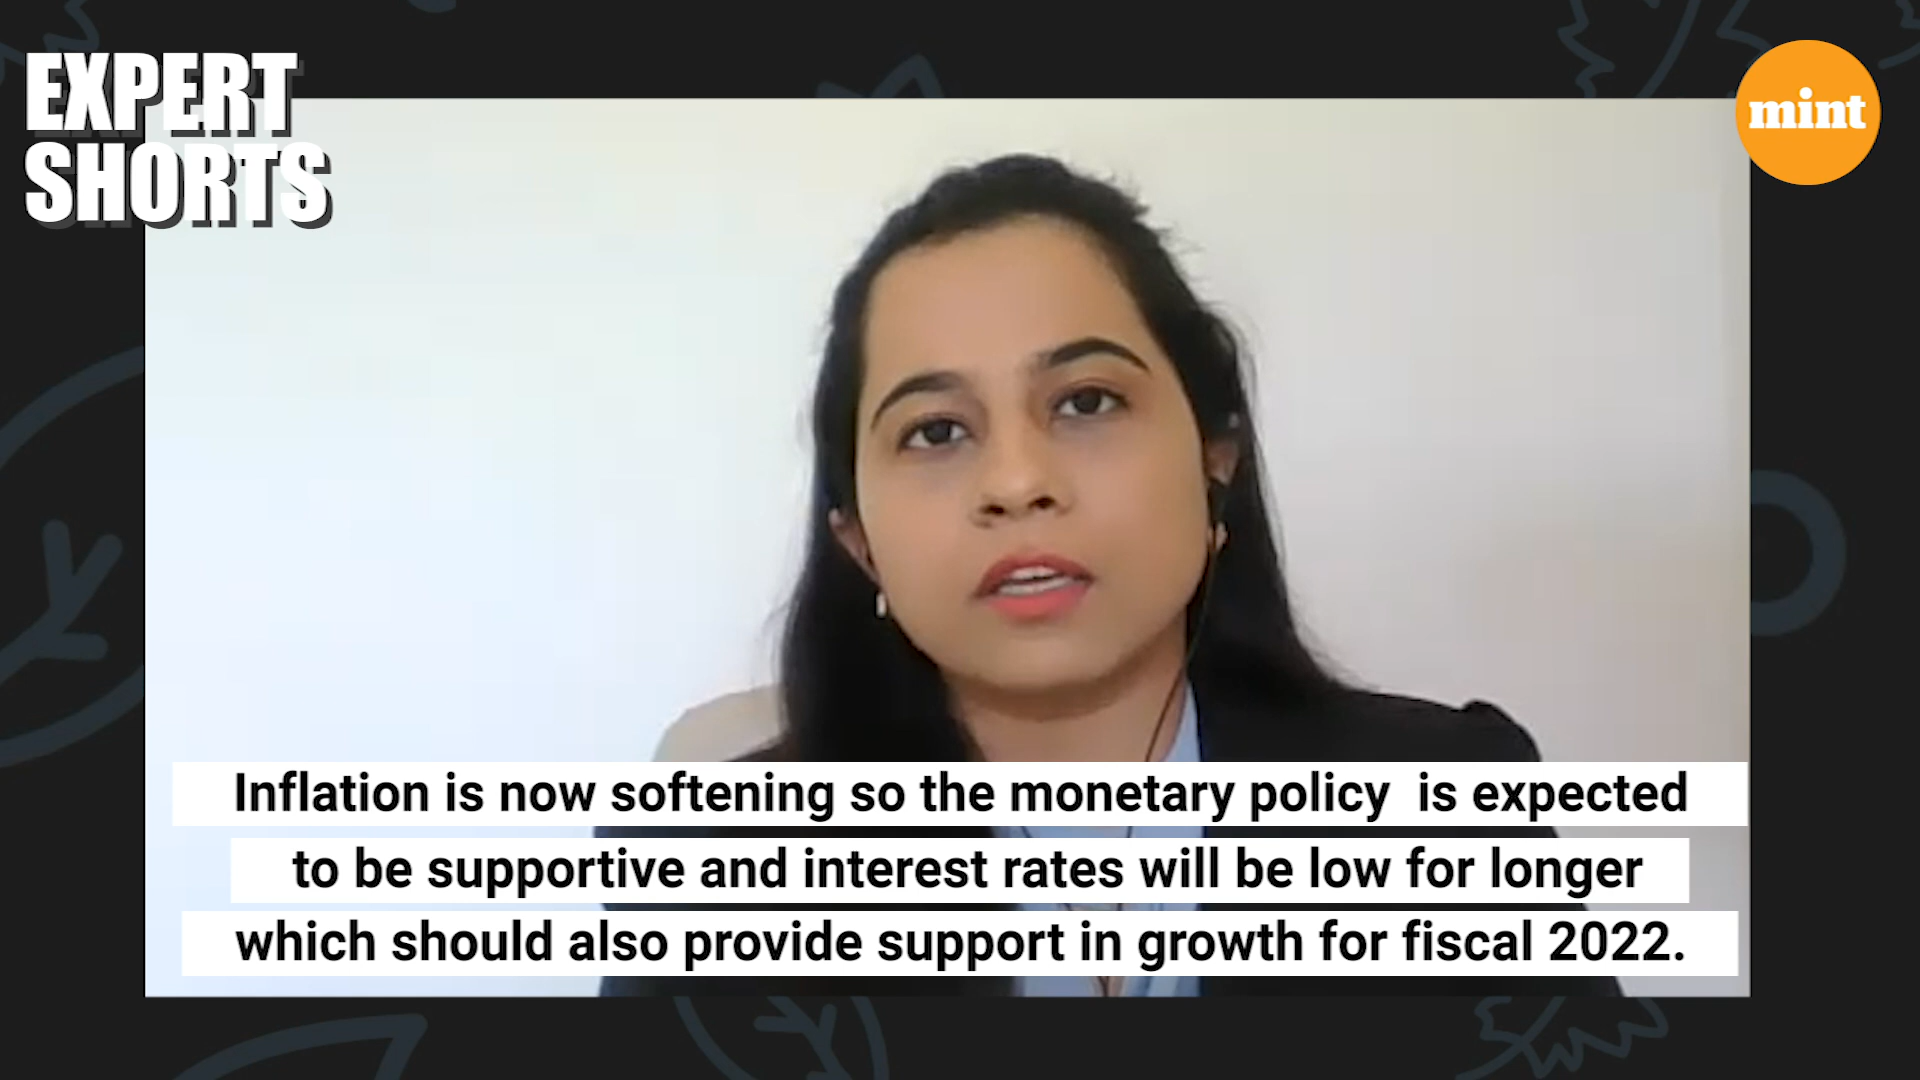 EXPERT
SHORTS
mint
Inflation is now softening so the monetary policy is expected
to be supportive and interest rates will be low for longer
which should also provide support in growth for fiscal 2022.